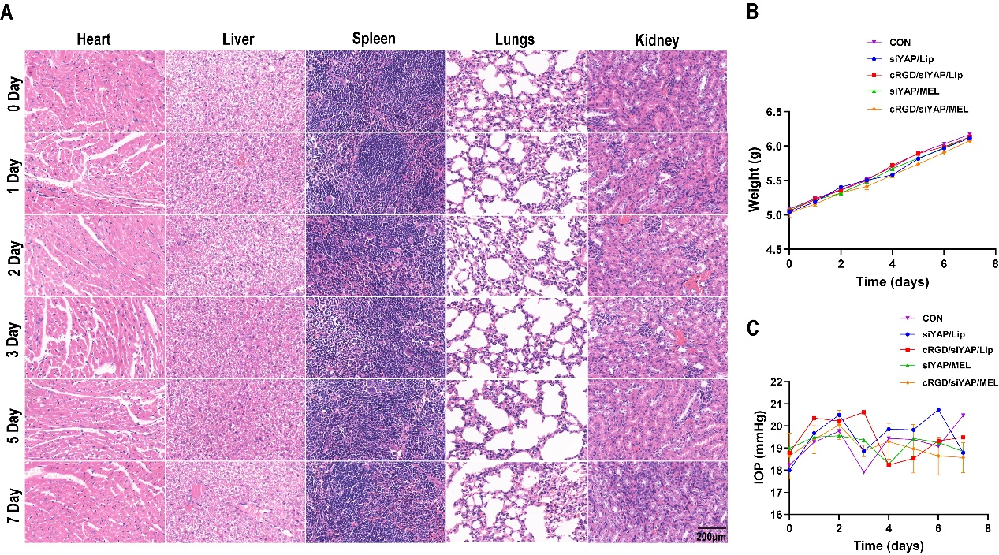 A
Heart Liver Spleen Lungs Kidney
0 Day
1 Day
2 Day
3 Day
5 Day
7 Day
200μm
B
CON
siYAP/Lip
cRGD/siYAP/Lip
siYAP/MEL
cRGD/siYAP/MEL
Weight (g)
6.5
6.0
5.5
5.0
4.5
0 2 4 6 8
Time (days)
C
CON
siYAP/Lip
cRGD/siYAP/Lip
siYAP/MEL
cRGD/siYAP/MEL
IOP (mmHg)
22
21
20
19
18
17
16
0 2 4 6 8
Time (days)